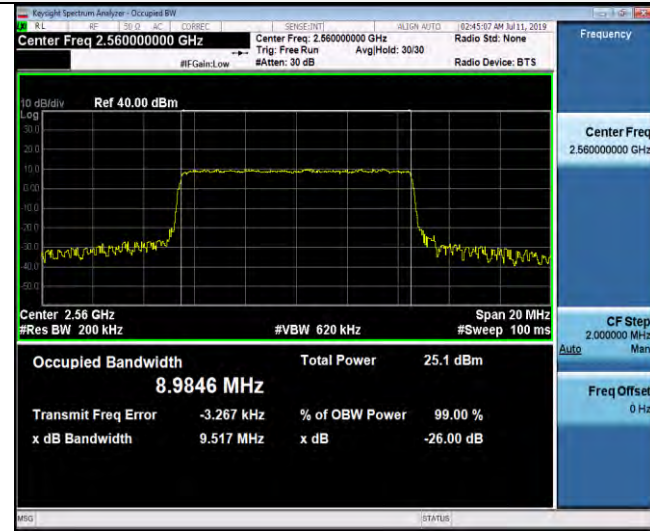 Keysight Spectrum Analyzer - Occupied BW
RL RF 50 Ω AC CORREC SENSE:INT ALIGN AUTO 02:45:07 AM Jul 11, 2019
Center Freq 2.560000000 GHz
Center Freq: 2.560000000 GHz
Radio Std: None
Trig: Free Run Avg|Hold: 30/30
#IFGain:Low #Atten: 30 dB Radio Device: BTS
Frequency
10 dB/div Ref 40.00 dBm
Log
30.0
20.0
10.0
0.00
-10.0
-20.0
-30.0
-40.0
-50.0
Center Freq
2.560000000 GHz
Center 2.56 GHz Span 20 MHz
#Res BW 200 kHz #VBW 620 kHz #Sweep 100 ms
CF Step
2.000000 MHz
Auto Man
Occupied Bandwidth Total Power 25.1 dBm
8.9846 MHz
Freq Offset
0 Hz
Transmit Freq Error -3.267 kHz % of OBW Power 99.00 %
x dB Bandwidth 9.517 MHz x dB -26.00 dB
MSG STATUS